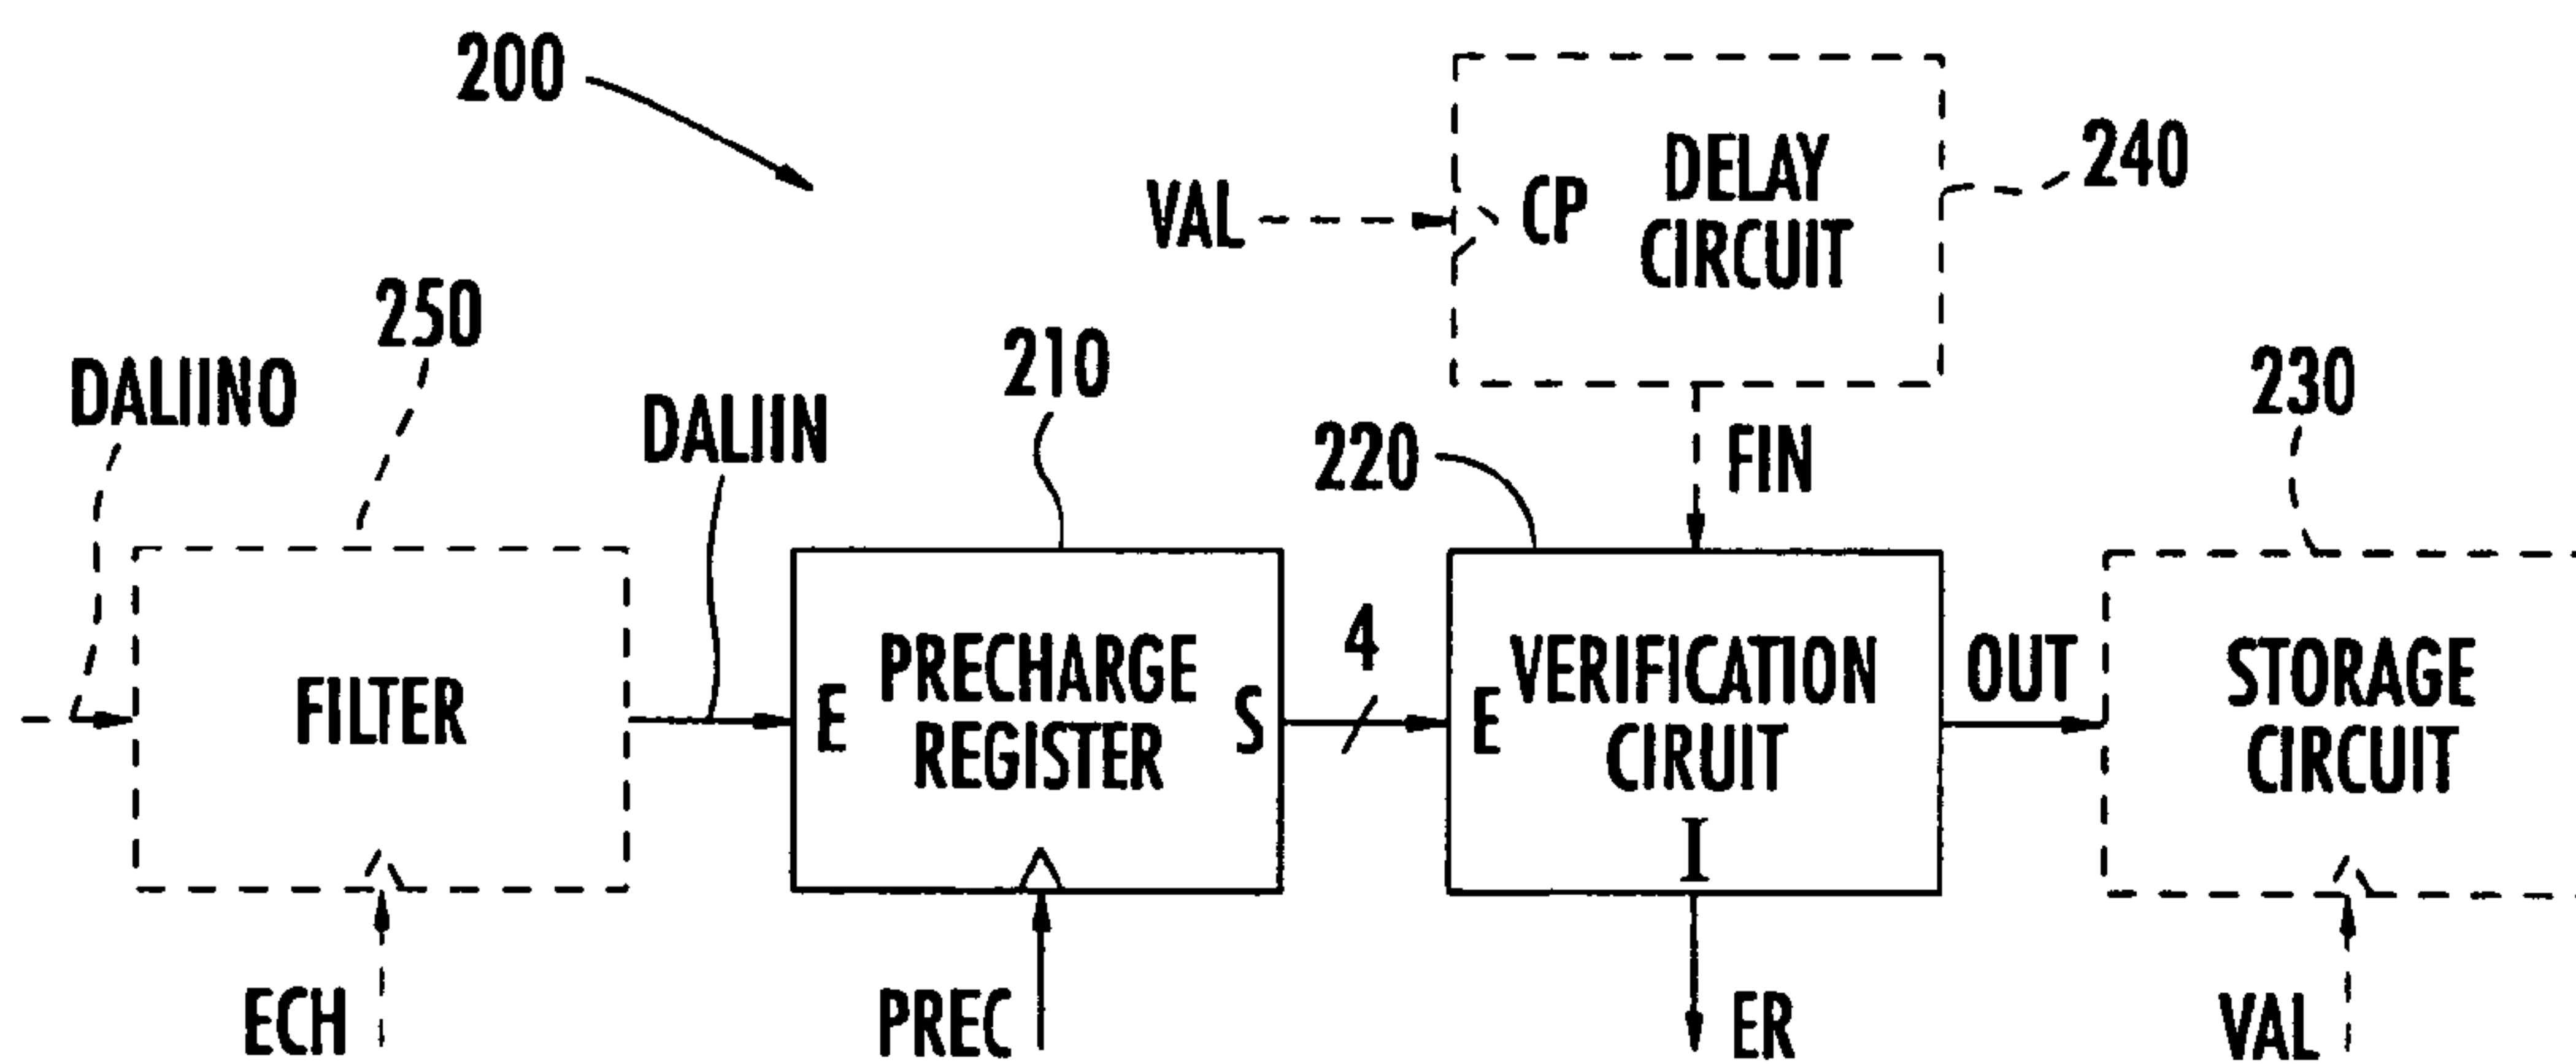 200
VAL
CP
DELAY
CIRCUIT
240
250
DALIINO
DALIIN
210
220
FIN
230
FILTER
E
PRECHARGE
REGISTER
S
4
E
VERIFICATION
CIRUIT
I
OUT
STORAGE
CIRCUIT
ECH
PREC
ER
VAL